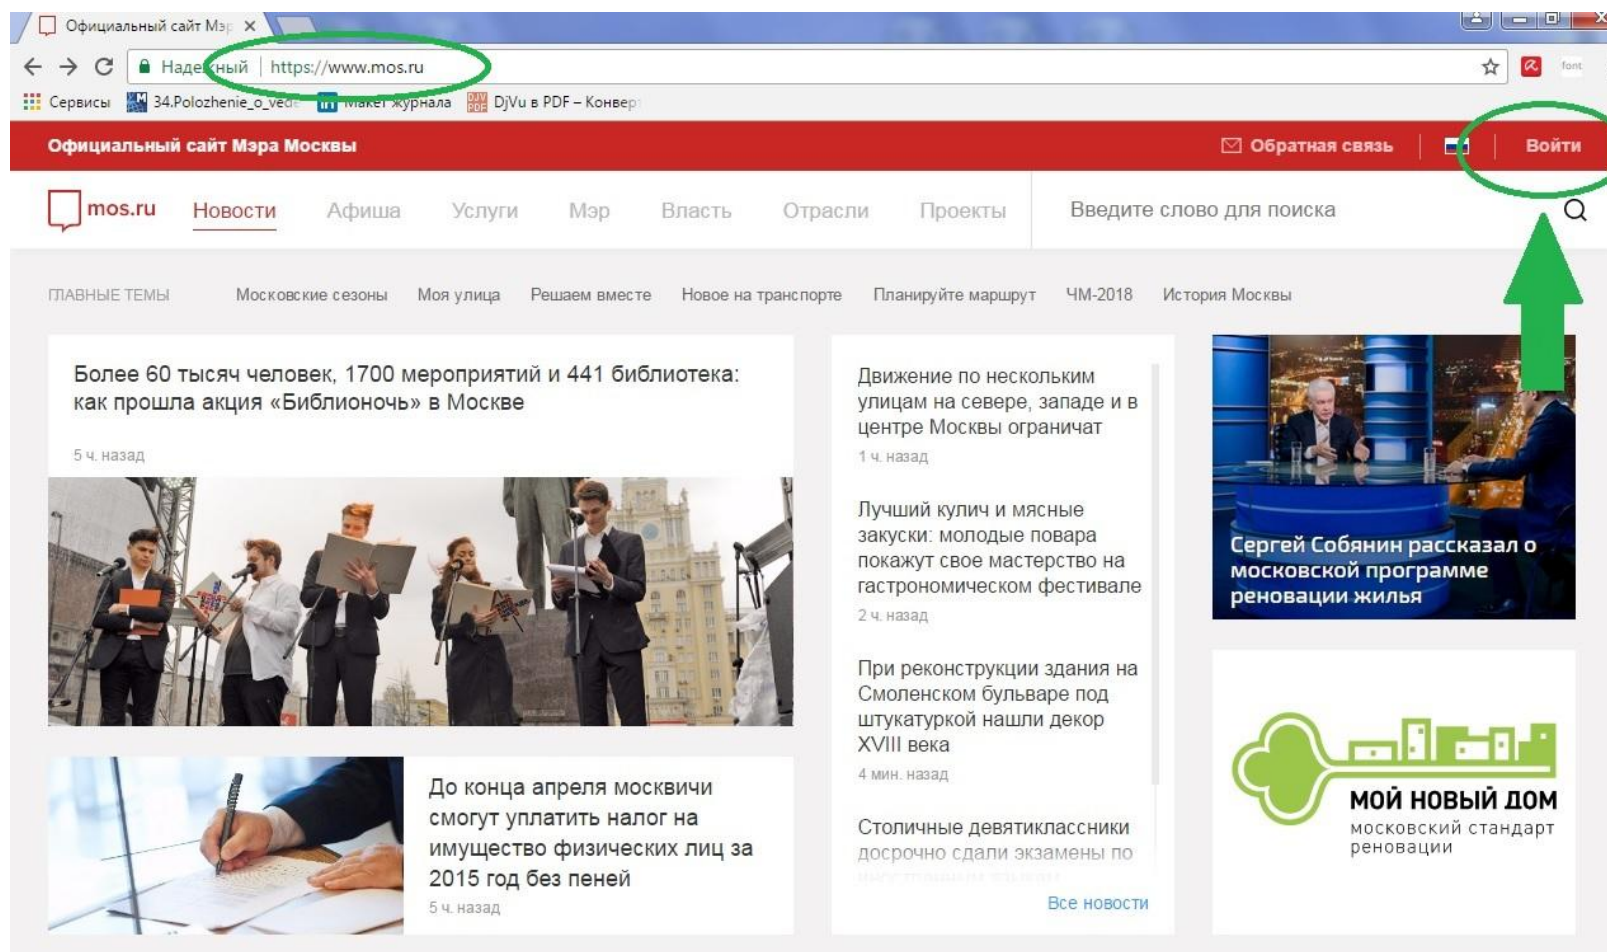 Официальный сайт Мэр
Надежный | https://www.mos.ru
font
Сервисы 34.Polozhenie_o_vede Макет журнала DjVu в PDF – Конверт
Официальный сайт Мэра Москвы
Обратная связь
Войти
mos.ru
Новости Афиша Услуги Мэр Власть Отрасли Проекты
Введите слово для поиска
ГЛАВНЫЕ ТЕМЫ Московские сезоны Моя улица Решаем вместе Новое на транспорте Планируйте маршрут ЧМ-2018 История Москвы
Более 60 тысяч человек, 1700 мероприятий и 441 библиотека:
как прошла акция «Библионочь» в Москве
5 ч. назад
До конца апреля москвичи
смогут уплатить налог на
имущество физических лиц за
2015 год без пеней
5 ч. назад
Движение по нескольким
улицам на севере, западе и в
центре Москвы ограничат
1 ч. назад
Лучший кулич и мясные
закуски: молодые повара
покажут свое мастерство на
гастрономическом фестивале
2 ч. назад
При реконструкции здания на
Смоленском бульваре под
штукатуркой нашли декор
XVIII века
4 мин. назад
Столичные девятиклассники
досрочно сдали экзамены по
Все новости
Сергей Собянин рассказал о
московской программе
реновации жилья
МОЙ НОВЫЙ ДОМ
московский стандарт
реновации